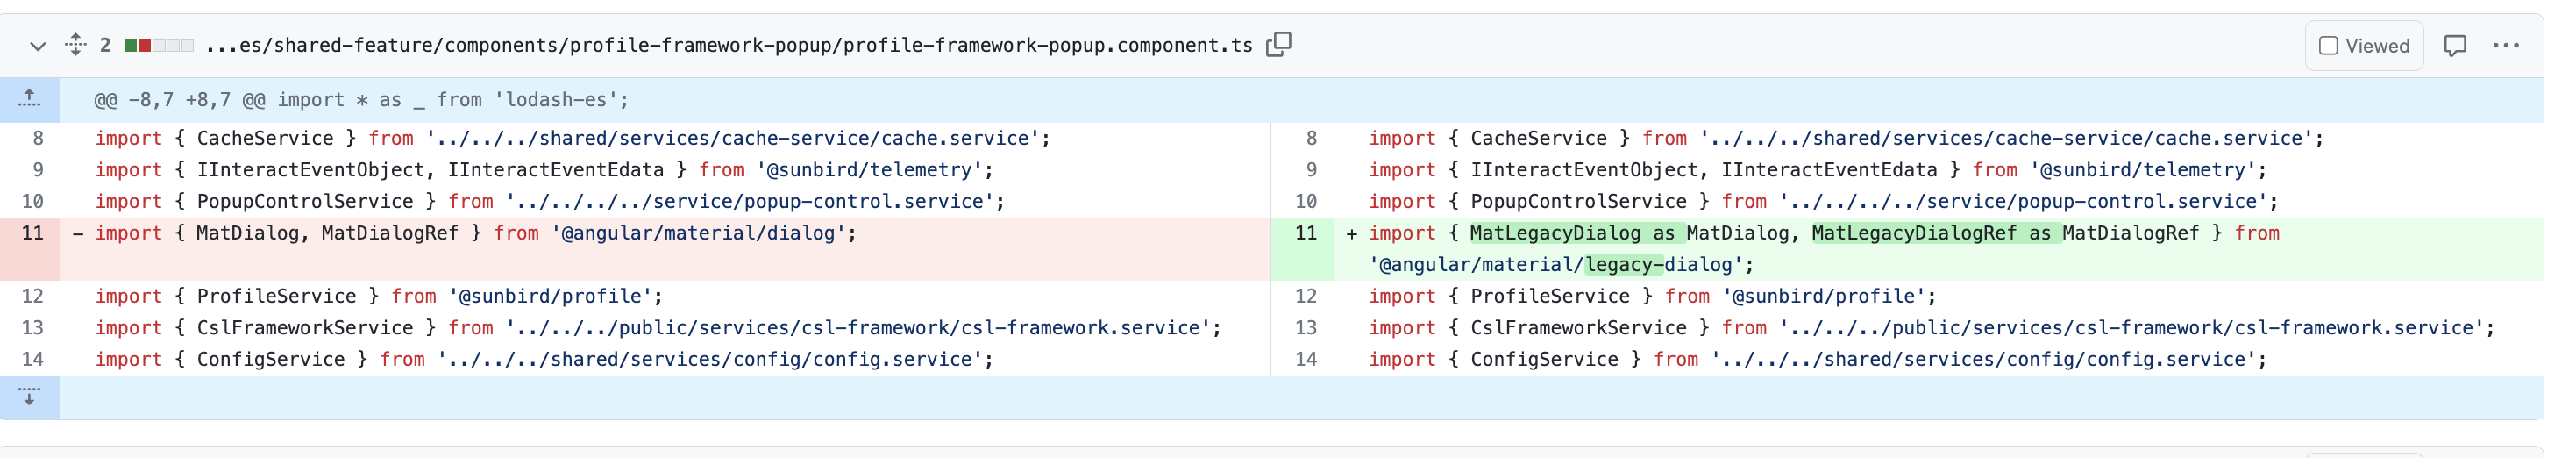 2 ...es/shared-feature/components/profile-framework-popup/profile-framework-popup.component.ts Viewed
@@ -8,7 +8,7 @@ import * as _ from 'lodash-es';
8 import { CacheService } from '../../../shared/services/cache-service/cache.service';
9 import { IInteractEventObject, IInteractEventEdata } from '@sunbird/telemetry';
10 import { PopupControlService } from '../../../../service/popup-control.service';
11 - import { MatDialog, MatDialogRef } from '@angular/material/dialog';
12 import { ProfileService } from '@sunbird/profile';
13 import { CslFrameworkService } from '../../../public/services/csl-framework/csl-framework.service';
14 import { ConfigService } from '../../../shared/services/config/config.service';
8 import { CacheService } from '../../../shared/services/cache-service/cache.service';
9 import { IInteractEventObject, IInteractEventEdata } from '@sunbird/telemetry';
10 import { PopupControlService } from '../../../../service/popup-control.service';
11 + import { MatLegacyDialog as MatDialog, MatLegacyDialogRef as MatDialogRef } from
'@angular/material/legacy-dialog';
12 import { ProfileService } from '@sunbird/profile';
13 import { CslFrameworkService } from '../../../public/services/csl-framework/csl-framework.service';
14 import { ConfigService } from '../../../shared/services/config/config.service';